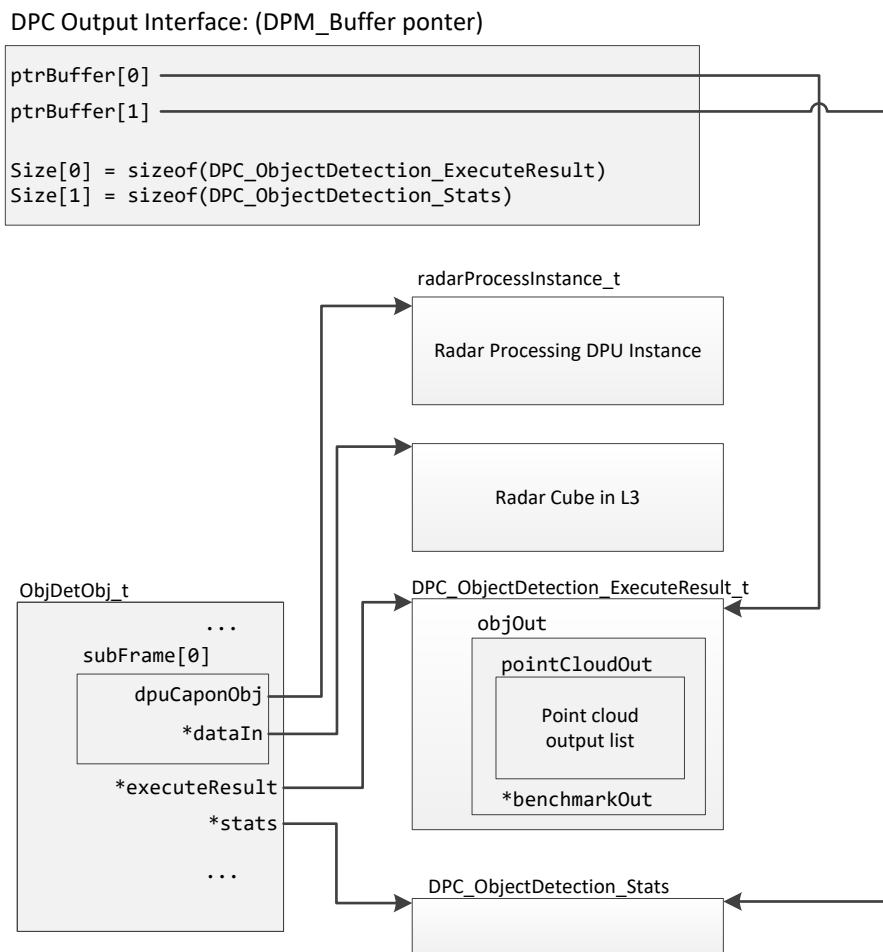 DPC Output Interface: (DPM_Buffer ponter)
ptrBuffer[0]
ptrBuffer[1]
Size[0] = sizeof(DPC_ObjectDetection_ExecuteResult)
Size[1] = sizeof(DPC_ObjectDetection_Stats)
radarProcessInstance_t
Radar Processing DPU Instance
Radar Cube in L3
ObjDetObj_t
...
subFrame[0]
dpuCaponObj
*dataIn
*executeResult
*stats
...
DPC_ObjectDetection_ExecuteResult_t
objOut
pointCloudOut
Point cloud
output list
*benchmarkOut
DPC_ObjectDetection_Stats